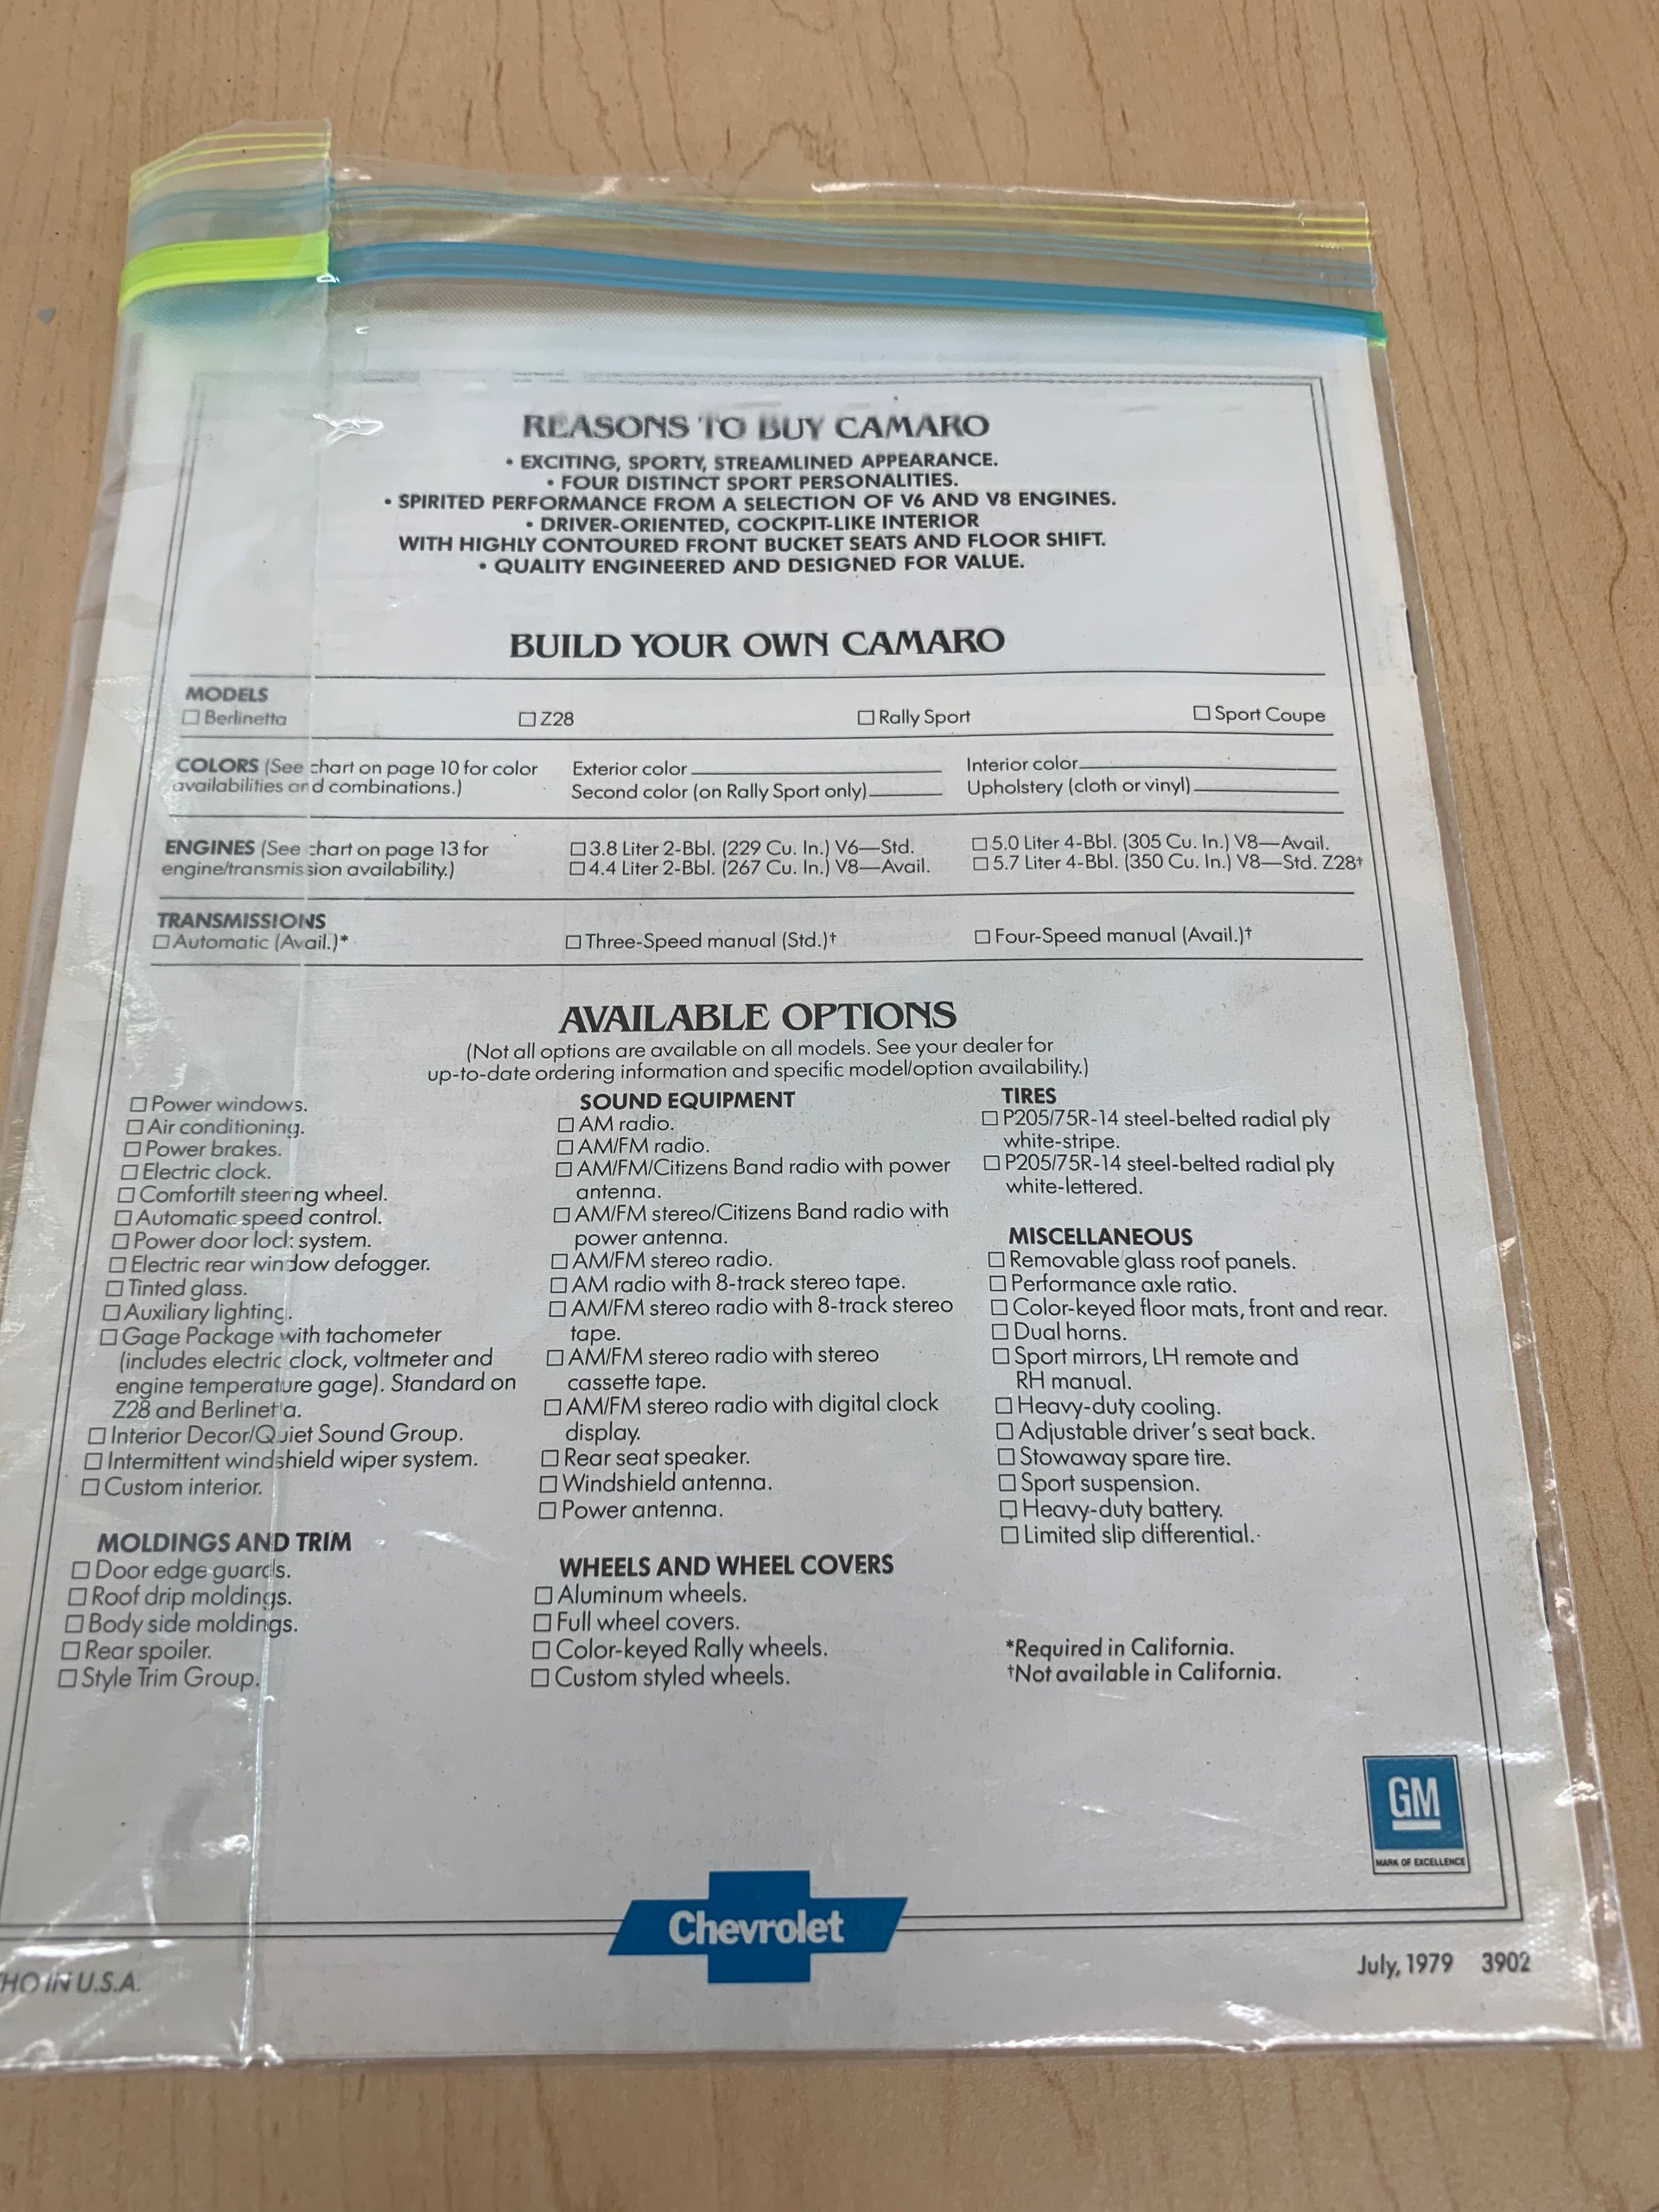 REASONS TO BUY CAMARO
• EXCITING, SPORTY, STREAMLINED APPEARANCE.
• FOUR DISTINCT SPORT PERSONALITIES.
• SPIRITED PERFORMANCE FROM A SELECTION OF V6 AND V8 ENGINES.
• DRIVER-ORIENTED, COCKPIT-LIKE INTERIOR
WITH HIGHLY CONTOURED FRONT BUCKET SEATS AND FLOOR SHIFT.
• QUALITY ENGINEERED AND DESIGNED FOR VALUE.
BUILD YOUR OWN CAMARO
MODELS
☐ Berlinetta ☐ Z28 ☐ Rally Sport ☐ Sport Coupe
COLORS (See chart on page 10 for color
availabilities and combinations.)
Exterior color
Second color (on Rally Sport only)
Interior color
Upholstery (cloth or vinyl)
ENGINES (See chart on page 13 for
engine/transmission availability.)
☐ 3.8 Liter 2-Bbl. (229 Cu. In.) V6—Std.
☐ 4.4 Liter 2-Bbl. (267 Cu. In.) V8—Avail.
☐ 5.0 Liter 4-Bbl. (305 Cu. In.) V8—Avail.
☐ 5.7 Liter 4-Bbl. (350 Cu. In.) V8—Std. Z28†
TRANSMISSIONS
☐ Automatic (Avail.)* ☐ Three-Speed manual (Std.)† ☐ Four-Speed manual (Avail.)†
AVAILABLE OPTIONS
(Not all options are available on all models. See your dealer for
up-to-date ordering information and specific model/option availability.)
☐ Power windows.
☐ Air conditioning.
☐ Power brakes.
☐ Electric clock.
☐ Comfortilt steering wheel.
☐ Automatic speed control.
☐ Power door lock system.
☐ Electric rear window defogger.
☐ Tinted glass.
☐ Auxiliary lighting.
☐ Gage Package with tachometer
(includes electric clock, voltmeter and
engine temperature gage). Standard on
Z28 and Berlinetta.
☐ Interior Decor/Quiet Sound Group.
☐ Intermittent windshield wiper system.
☐ Custom interior.
MOLDINGS AND TRIM
☐ Door edge guards.
☐ Roof drip moldings.
☐ Body side moldings.
☐ Rear spoiler.
☐ Style Trim Group.
SOUND EQUIPMENT
☐ AM radio.
☐ AM/FM radio.
☐ AM/FM/Citizens Band radio with power
antenna.
☐ AM/FM stereo/Citizens Band radio with
power antenna.
☐ AM/FM stereo radio.
☐ AM radio with 8-track stereo tape.
☐ AM/FM stereo radio with 8-track stereo
tape.
☐ AM/FM stereo radio with stereo
cassette tape.
☐ AM/FM stereo radio with digital clock
display.
☐ Rear seat speaker.
☐ Windshield antenna.
☐ Power antenna.
WHEELS AND WHEEL COVERS
☐ Aluminum wheels.
☐ Full wheel covers.
☐ Color-keyed Rally wheels.
☐ Custom styled wheels.
TIRES
☐ P205/75R-14 steel-belted radial ply
white-stripe.
☐ P205/75R-14 steel-belted radial ply
white-lettered.
MISCELLANEOUS
☐ Removable glass roof panels.
☐ Performance axle ratio.
☐ Color-keyed floor mats, front and rear.
☐ Dual horns.
☐ Sport mirrors, LH remote and
RH manual.
☐ Heavy-duty cooling.
☐ Adjustable driver's seat back.
☐ Stowaway spare tire.
☐ Sport suspension.
☐ Heavy-duty battery.
☐ Limited slip differential.
*Required in California.
†Not available in California.
GM
MARK OF EXCELLENCE
Chevrolet
HO IN U.S.A.
July, 1979 3902